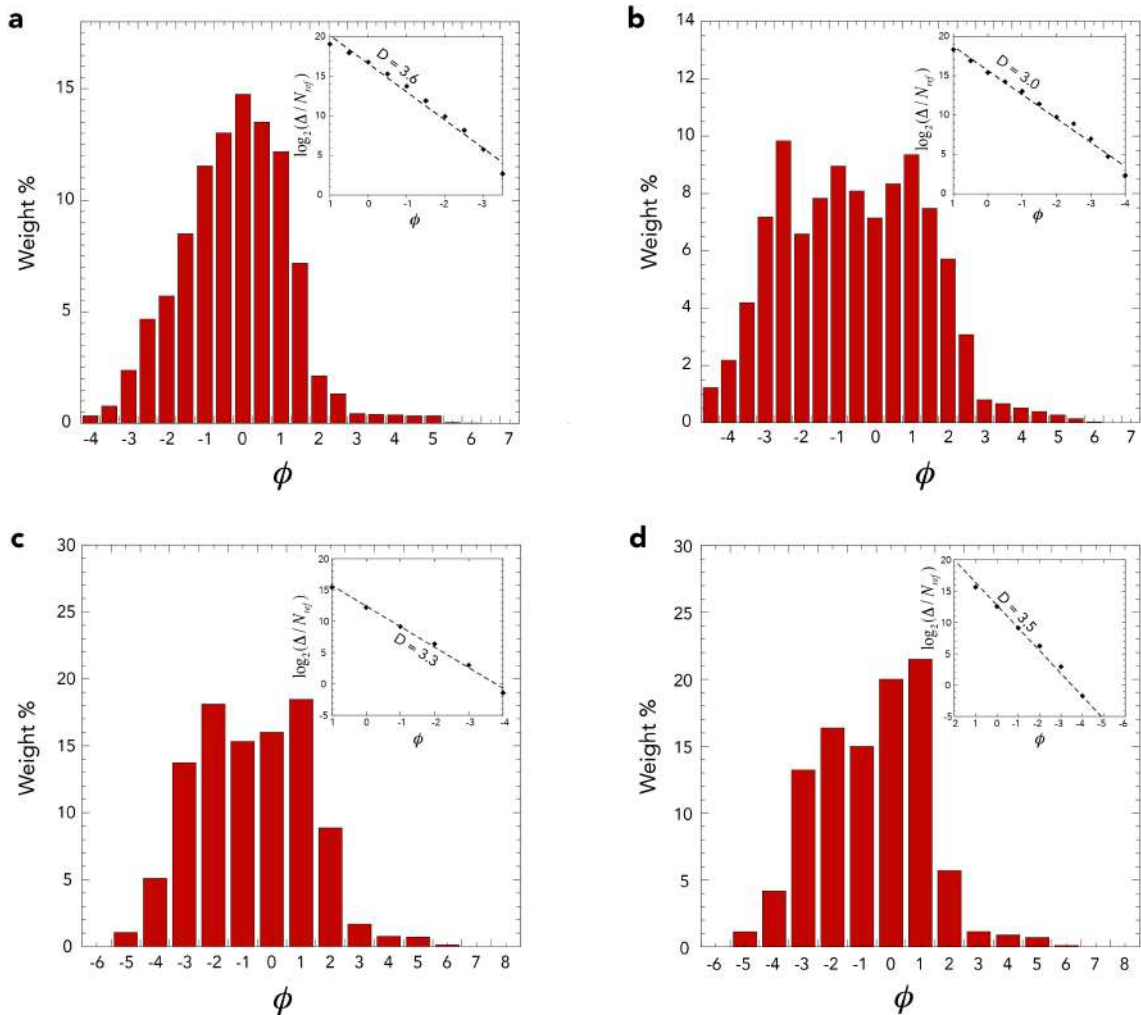 a
Weight %
15
10
5
0
-4 -3 -2 -1 0 1 2 3 4 5 6 7
ϕ
log₂(Δ/N_ref)
20
15
10
5
0
D = 3.6
1 0 -1 -2 -3
ϕ
b
Weight %
14
12
10
8
6
4
2
0
-4 -3 -2 -1 0 1 2 3 4 5 6 7
ϕ
log₂(Δ/N_ref)
20
15
10
5
0
D = 3.0
1 0 -1 -2 -3 -4
ϕ
c
Weight %
30
25
20
15
10
5
0
-6 -5 -4 -3 -2 -1 0 1 2 3 4 5 6 7 8
ϕ
log₂(Δ/N_ref)
20
15
10
5
0
-5
D = 3.3
1 0 -1 -2 -3 -4
ϕ
d
Weight %
30
25
20
15
10
5
0
-6 -5 -4 -3 -2 -1 0 1 2 3 4 5 6 7 8
ϕ
log₂(Δ/N_ref)
20
15
10
5
0
-5
D = 3.5
2 1 0 -1 -2 -3 -4 -5 -6
ϕ